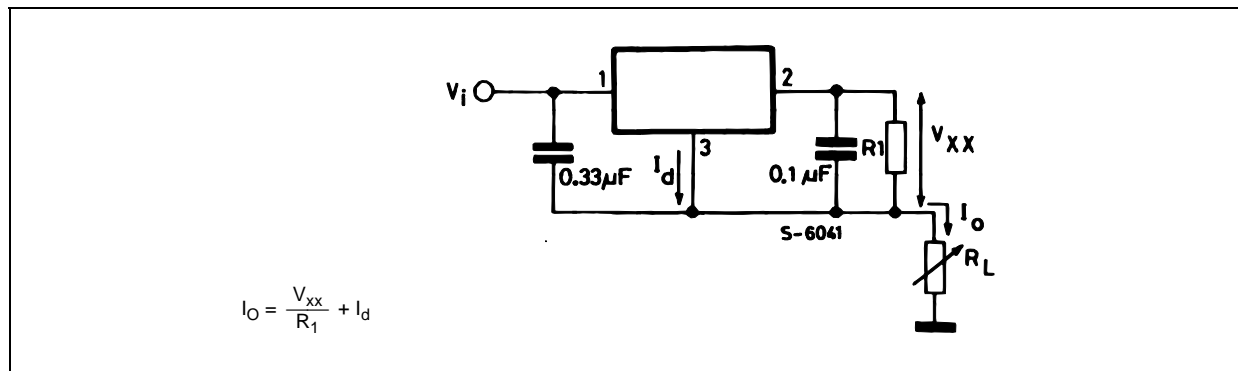 1
2
Vi
VXX
3
R1
0.33µF
Id
0.1 µF
Io
S-6041
RL
IO = Vxx / R1 + Id